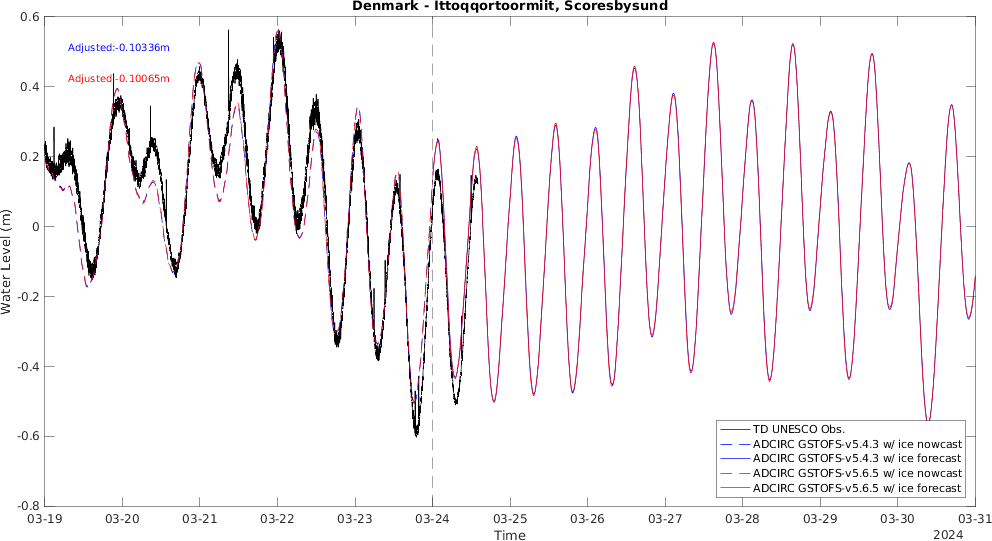 Denmark - Ittoqqortoormiit, Scoresbysund
Adjusted:-0.10336m
Adjusted:-0.10065m
Water Level (m)
0.6
0.4
0.2
0
-0.2
-0.4
-0.6
-0.8
TD UNESCO Obs.
ADCIRC GSTOFS-v5.4.3 w/ ice nowcast
ADCIRC GSTOFS-v5.4.3 w/ ice forecast
ADCIRC GSTOFS-v5.6.5 w/ ice nowcast
ADCIRC GSTOFS-v5.6.5 w/ ice forecast
03-19 03-20 03-21 03-22 03-23 03-24 03-25 03-26 03-27 03-28 03-29 03-30 03-31
Time
2024